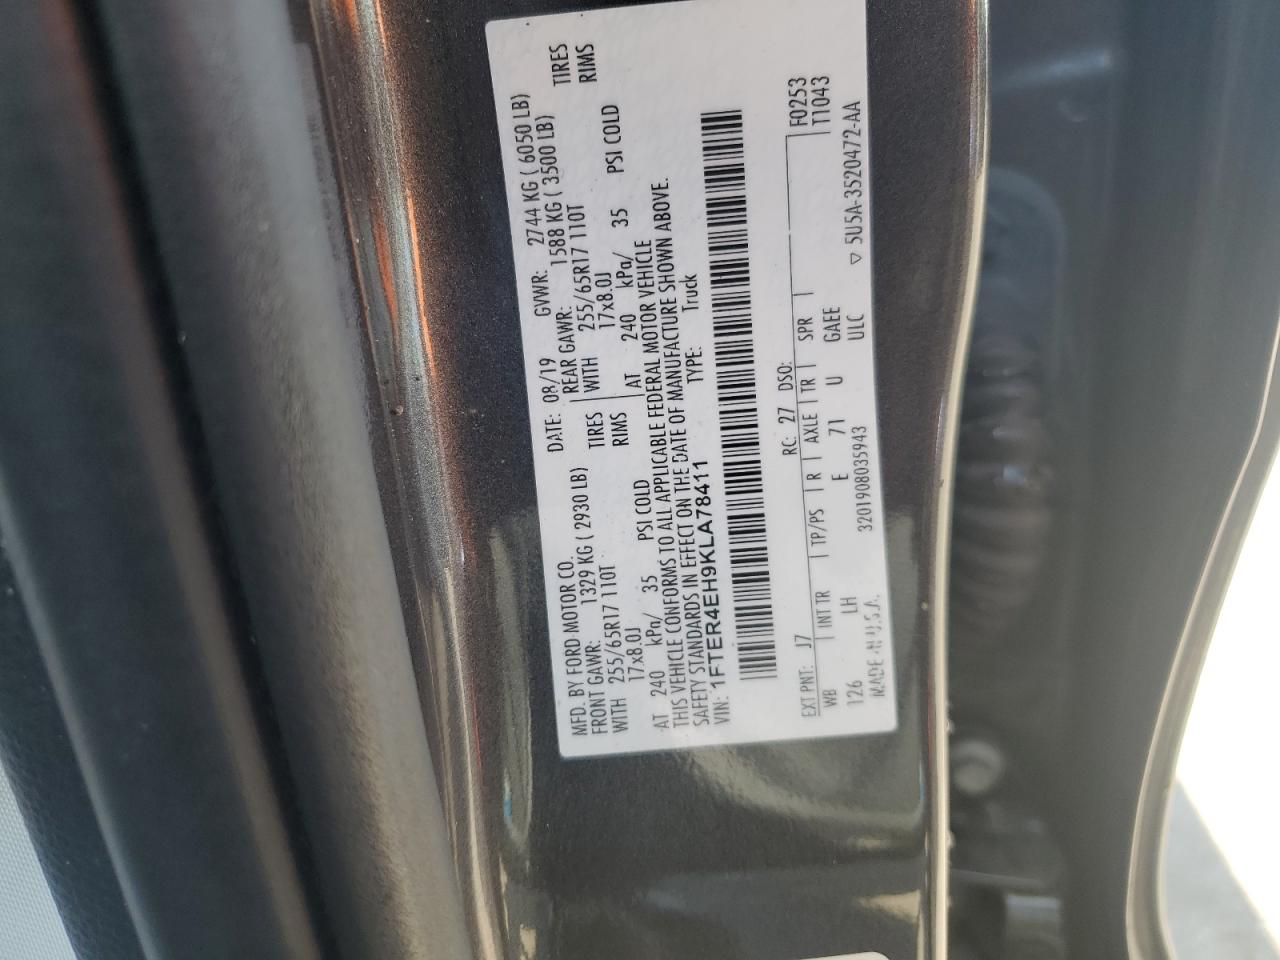 MFD. BY FORD MOTOR CO. DATE: 08/19 GVWR: 2744 KG ( 6050 LB)
FRONT GAWR: 1329 KG ( 2930 LB) REAR GAWR: 1588 KG ( 3500 LB)
WITH 255/65R17 110T TIRES WITH 255/65R17 110T TIRES
17x8.0J RIMS 17x8.0J RIMS
AT 240 kPa/ 35 PSI COLD AT 240 kPa/ 35 PSI COLD
THIS VEHICLE CONFORMS TO ALL APPLICABLE FEDERAL MOTOR VEHICLE
SAFETY STANDARDS IN EFFECT ON THE DATE OF MANUFACTURE SHOWN ABOVE.
VIN: 1FTER4EH9KLA78411 TYPE: Truck
EXT PNT: J7 RC: 27 DSO: F0253
WB INT TR TP/PS R AXLE TR SPR T1043
126 LH E 71 U GAEE
MADE IN U.S.A. 3201908035943 ULC ▽ 5U5A-3520472-AA